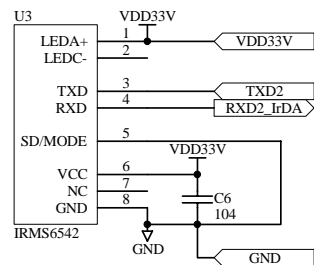 U3
VDD33V
LEDA+ 1 VDD33V
LEDC- 2
TXD 3 TXD2
RXD 4 RXD2_IrDA
SD/MODE 5
VDD33V
VCC 6
NC 7
GND 8
C6
104
IRMS6542
GND
GND